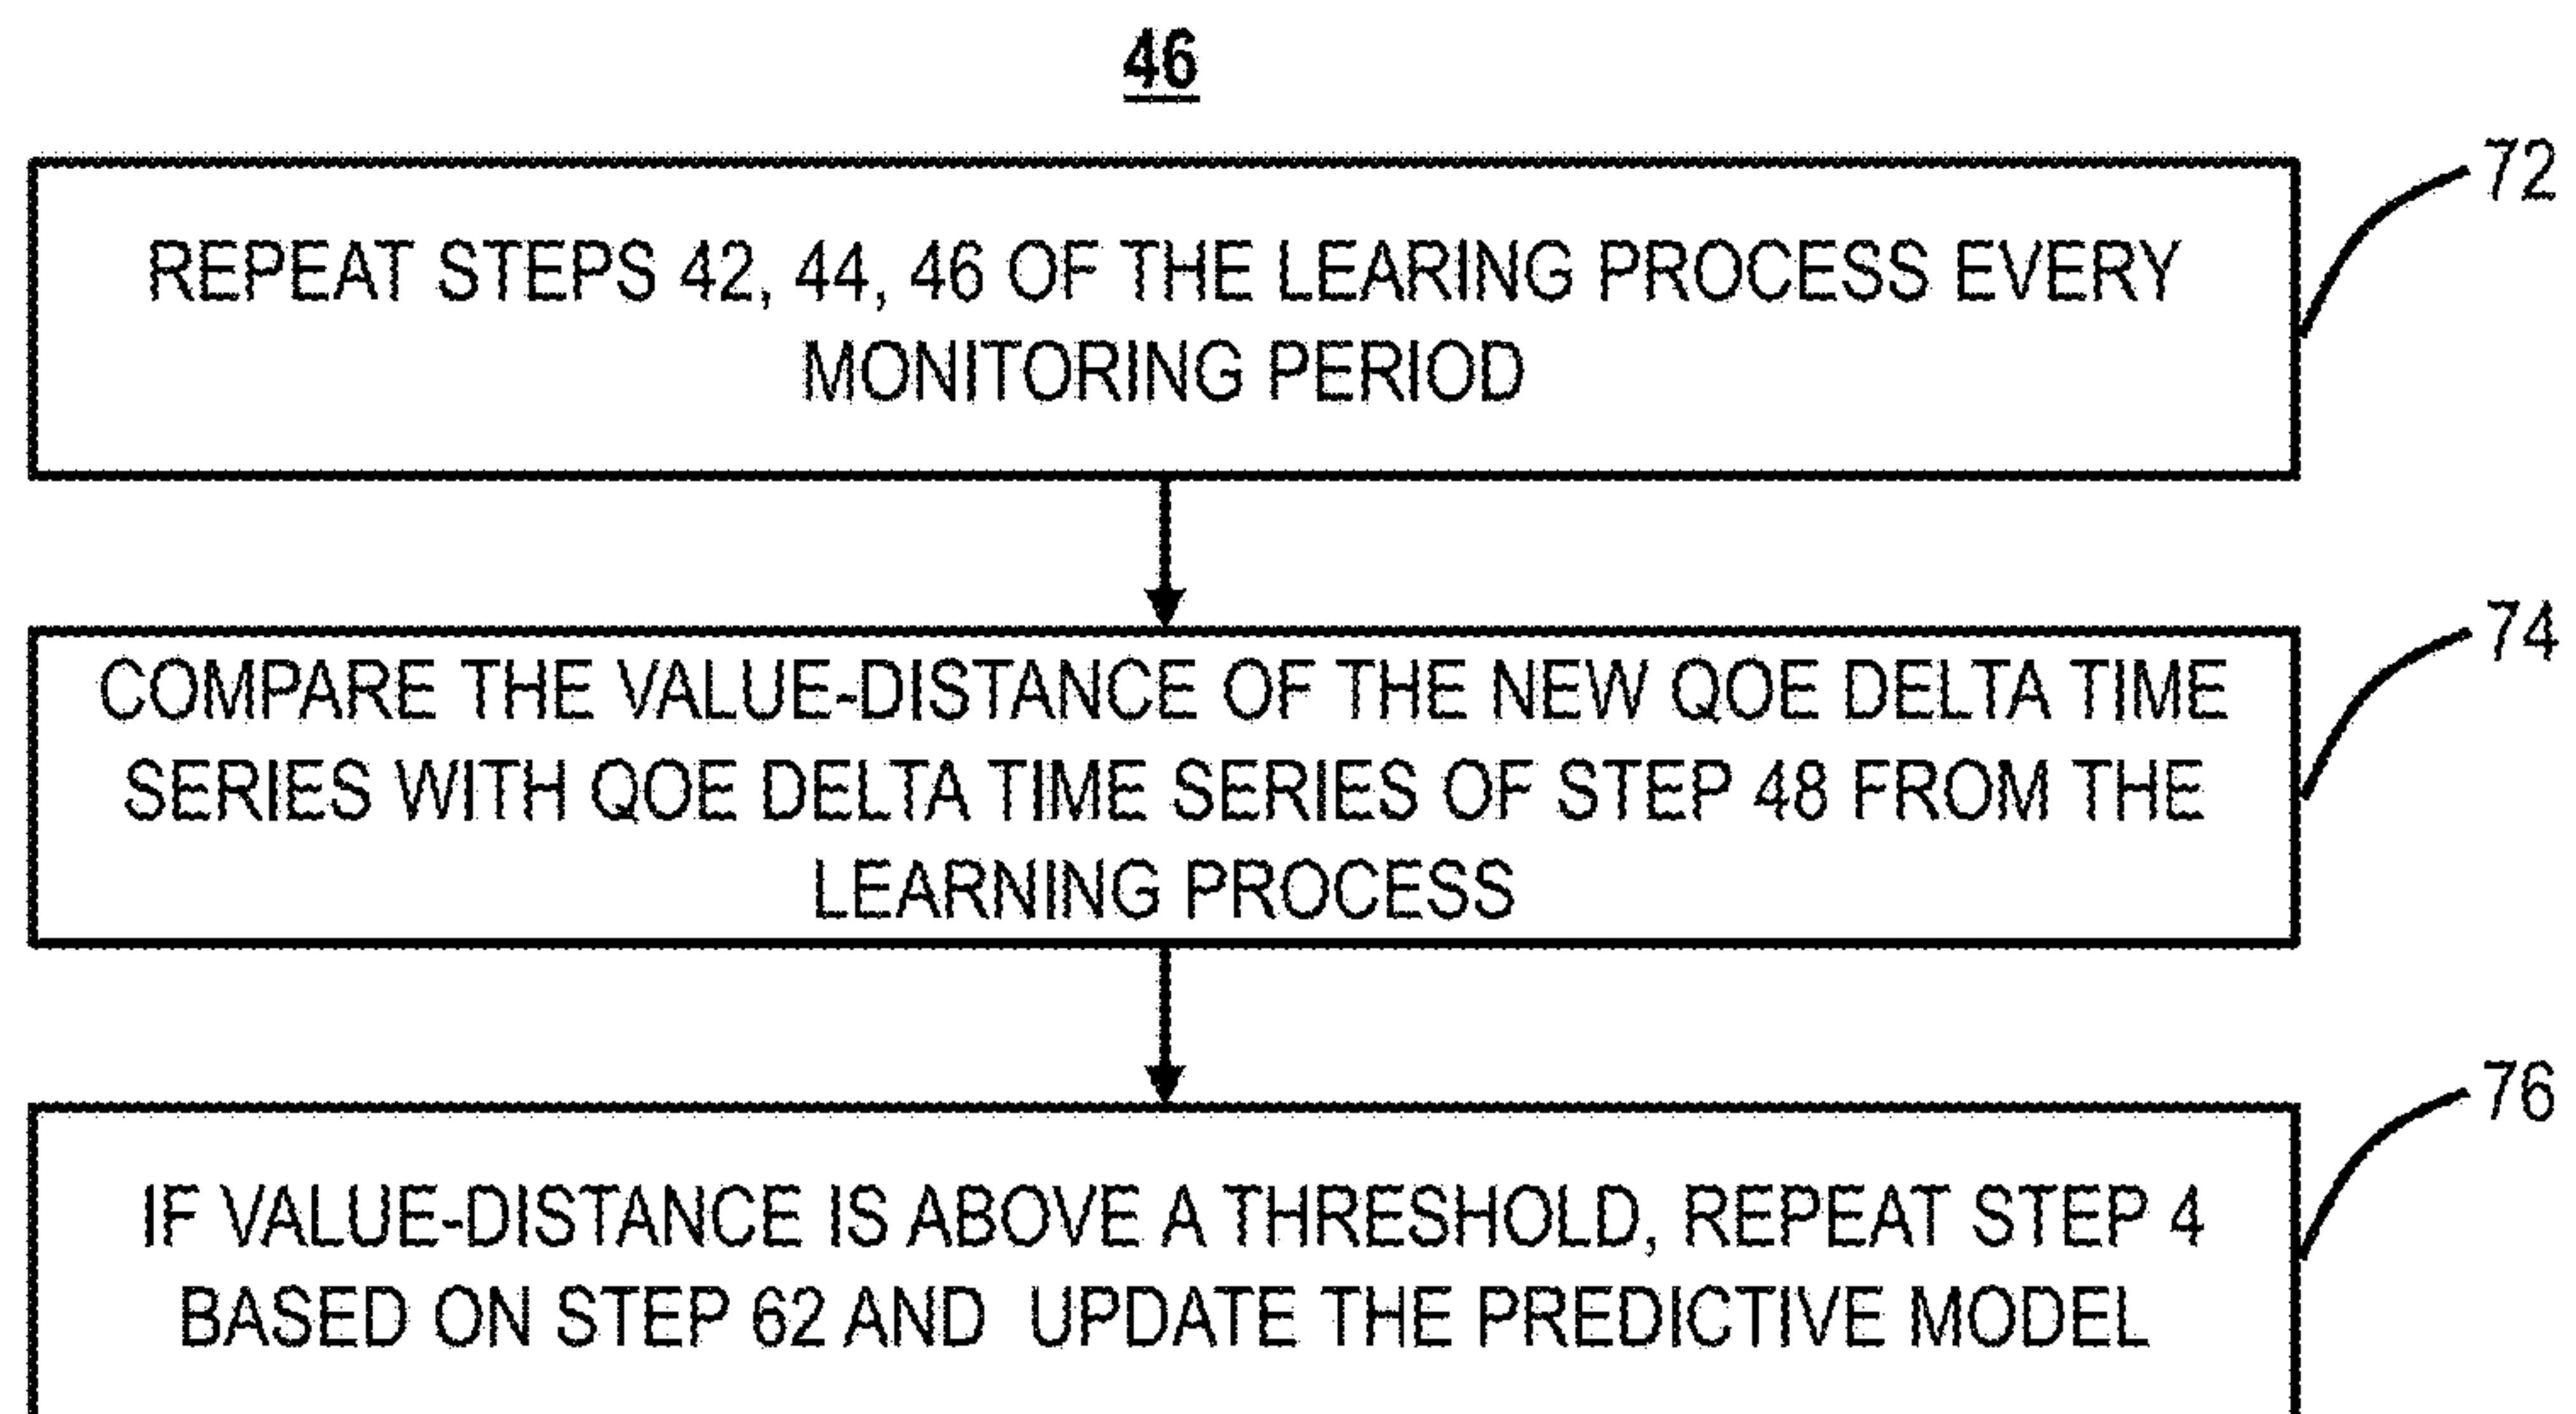 46
REPEAT STEPS 42, 44, 46 OF THE LEARING PROCESS EVERY
MONITORING PERIOD
72
COMPARE THE VALUE-DISTANCE OF THE NEW QOE DELTA TIME
SERIES WITH QOE DELTA TIME SERIES OF STEP 48 FROM THE
LEARNING PROCESS
74
IF VALUE-DISTANCE IS ABOVE A THRESHOLD, REPEAT STEP 4
BASED ON STEP 62 AND UPDATE THE PREDICTIVE MODEL
76